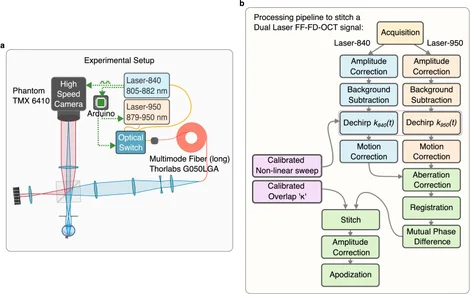 a
Experimental Setup
Phantom
TMX 6410
High
Speed
Camera
Laser-840
805-882 nm
Arduino
Laser-950
879-950 nm
Optical
Switch
Multimode Fiber (long)
Thorlabs G050LGA
b
Processing pipeline to stitch a
Dual Laser FF-FD-OCT signal:
Acquisition
Laser-840
Laser-950
Amplitude
Correction
Amplitude
Correction
Background
Subtraction
Background
Subtraction
Dechirp k840(t)
Dechirp k950(t)
Motion
Correction
Motion
Correction
Calibrated
Non-linear sweep
Calibrated
Overlap 'κ'
Aberration
Correction
Registration
Mutual Phase
Difference
Stitch
Amplitude
Correction
Apodization